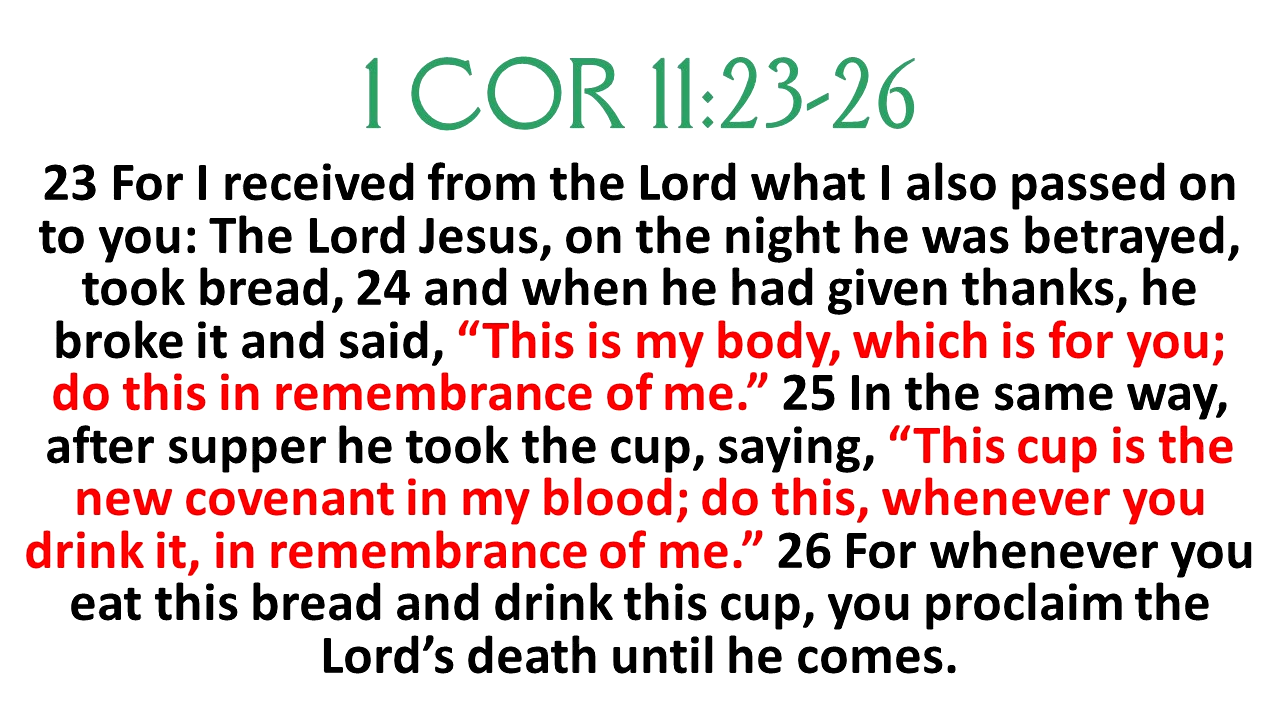 1 COR 11:23-26
23 For I received from the Lord what I also passed on
to you: The Lord Jesus, on the night he was betrayed,
took bread, 24 and when he had given thanks, he
broke it and said, “This is my body, which is for you;
do this in remembrance of me.” 25 In the same way,
after supper he took the cup, saying, “This cup is the
new covenant in my blood; do this, whenever you
drink it, in remembrance of me.” 26 For whenever you
eat this bread and drink this cup, you proclaim the
Lord’s death until he comes.